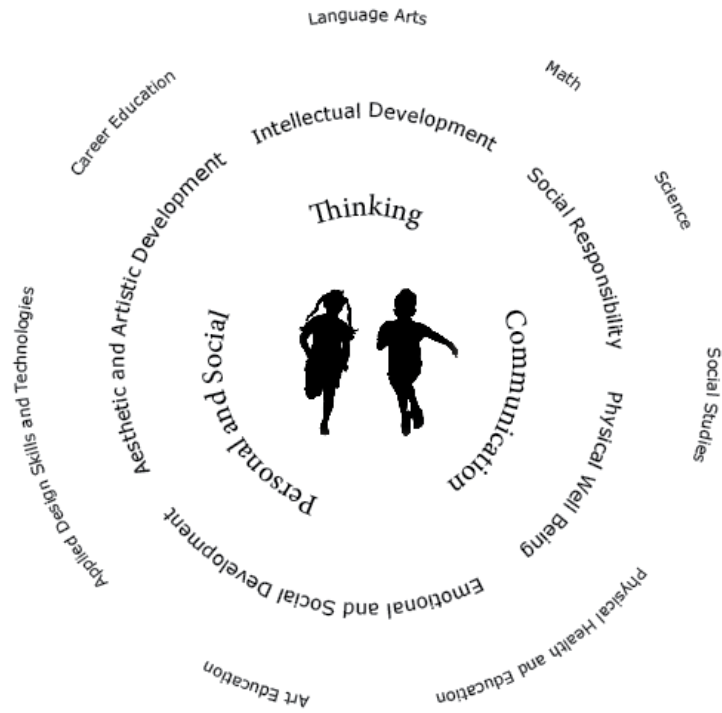 Language Arts
Math
Science
Social Studies
Physical Health and Education
Art Education
Applied Design Skills and Technologies
Career Education
Intellectual Development
Social Responsibility
Physical Well Being
Emotional and Social Development
Aesthetic and Artistic Development
Thinking
Communication
Personal and Social